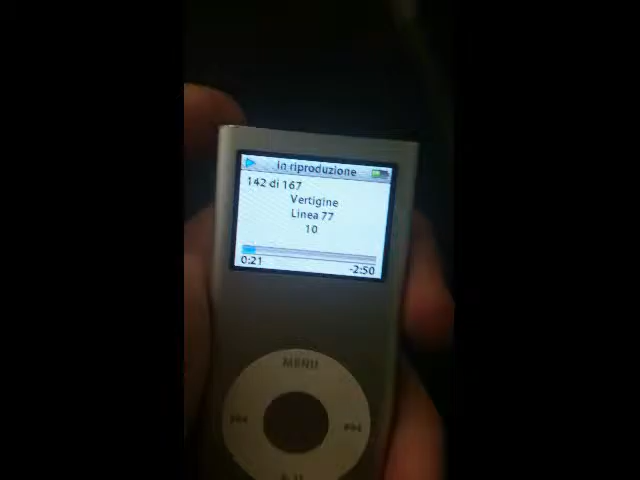 In riproduzione
142 di 167
Vertigine
Linea 77
10
0:21 -2:50
MENU